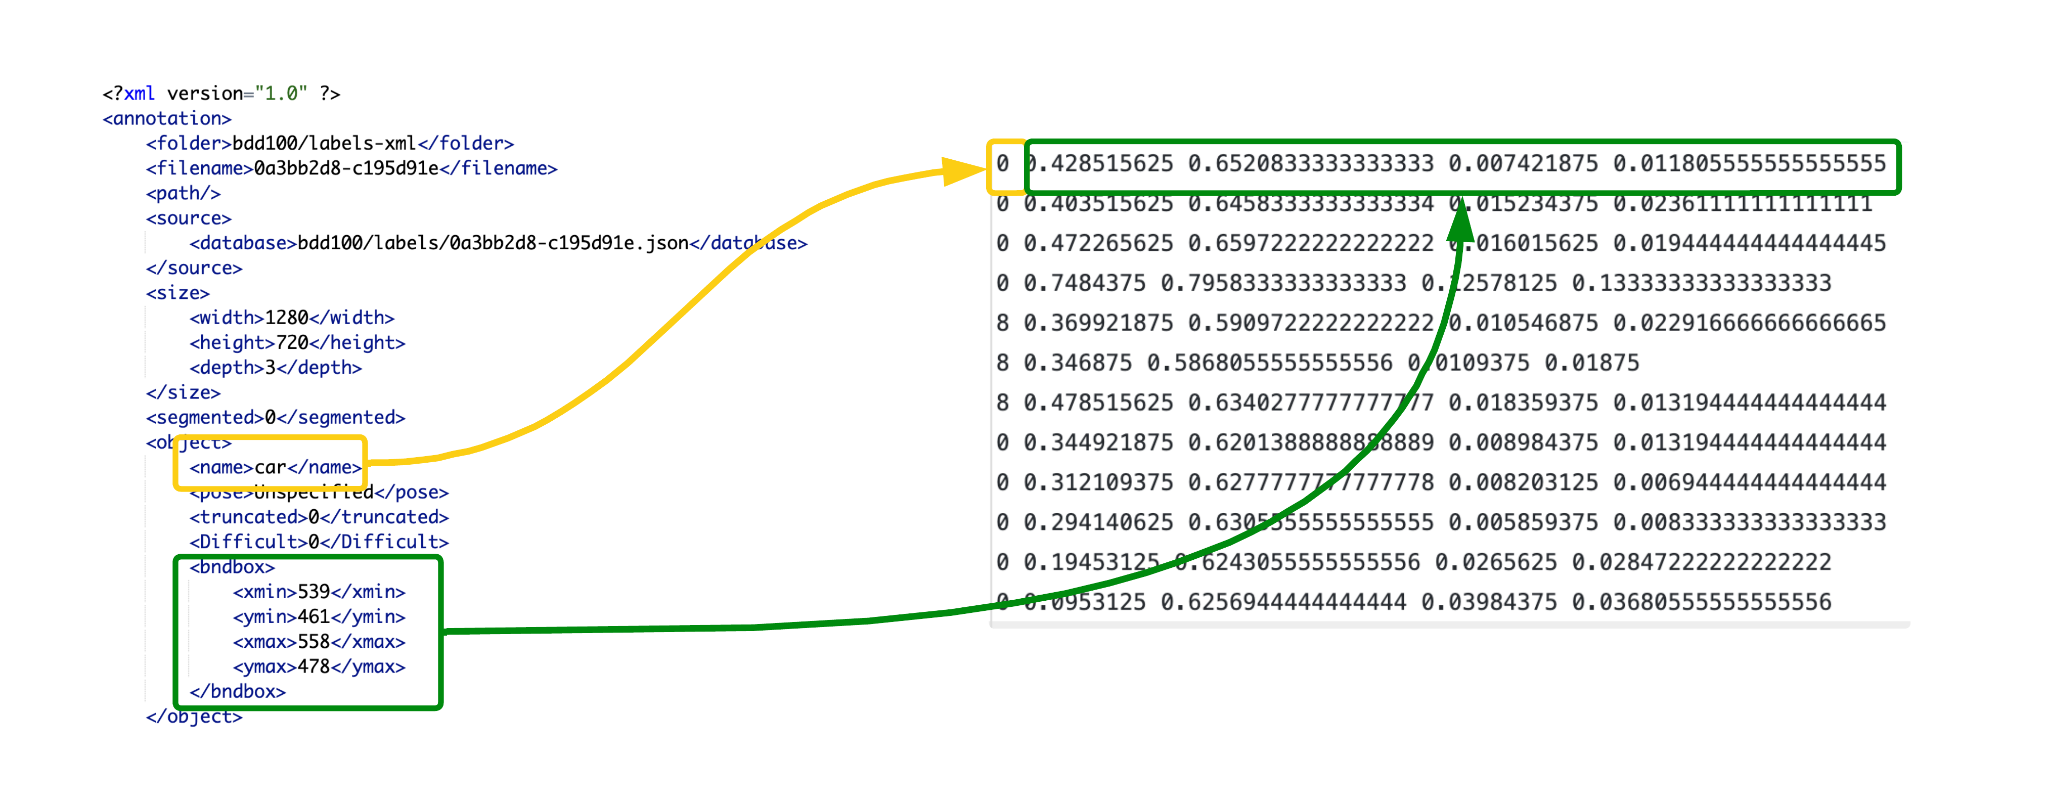 <?xml version="1.0" ?>
<annotation>
<folder>bdd100/labels-xml</folder>
<filename>0a3bb2d8-c195d91e</filename>
<path/>
<source>
<database>bdd100/labels/0a3bb2d8-c195d91e.json</database>
</source>
<size>
<width>1280</width>
<height>720</height>
<depth>3</depth>
</size>
<segmented>0</segmented>
<object>
<name>car</name>
<pose>Unspecified</pose>
<truncated>0</truncated>
<Difficult>0</Difficult>
<bndbox>
<xmin>539</xmin>
<ymin>461</ymin>
<xmax>558</xmax>
<ymax>478</ymax>
</bndbox>
</object>
0 0.428515625 0.6520833333333333 0.007421875 0.011805555555555555
0 0.403515625 0.6458333333333334 0.015234375 0.02361111111111111
0 0.472265625 0.6597222222222222 0.016015625 0.019444444444444445
0 0.7484375 0.7958333333333333 0.12578125 0.13333333333333333
8 0.369921875 0.5909722222222222 0.010546875 0.022916666666666665
8 0.346875 0.5868055555555556 0.0109375 0.01875
8 0.478515625 0.6340277777777777 0.018359375 0.013194444444444444
0 0.344921875 0.6201388888888889 0.008984375 0.013194444444444444
0 0.312109375 0.6277777777777778 0.008203125 0.006944444444444444
0 0.294140625 0.6305555555555555 0.005859375 0.008333333333333333
0 0.19453125 0.6243055555555556 0.0265625 0.02847222222222222
0 0.0953125 0.6256944444444444 0.03984375 0.03680555555555556